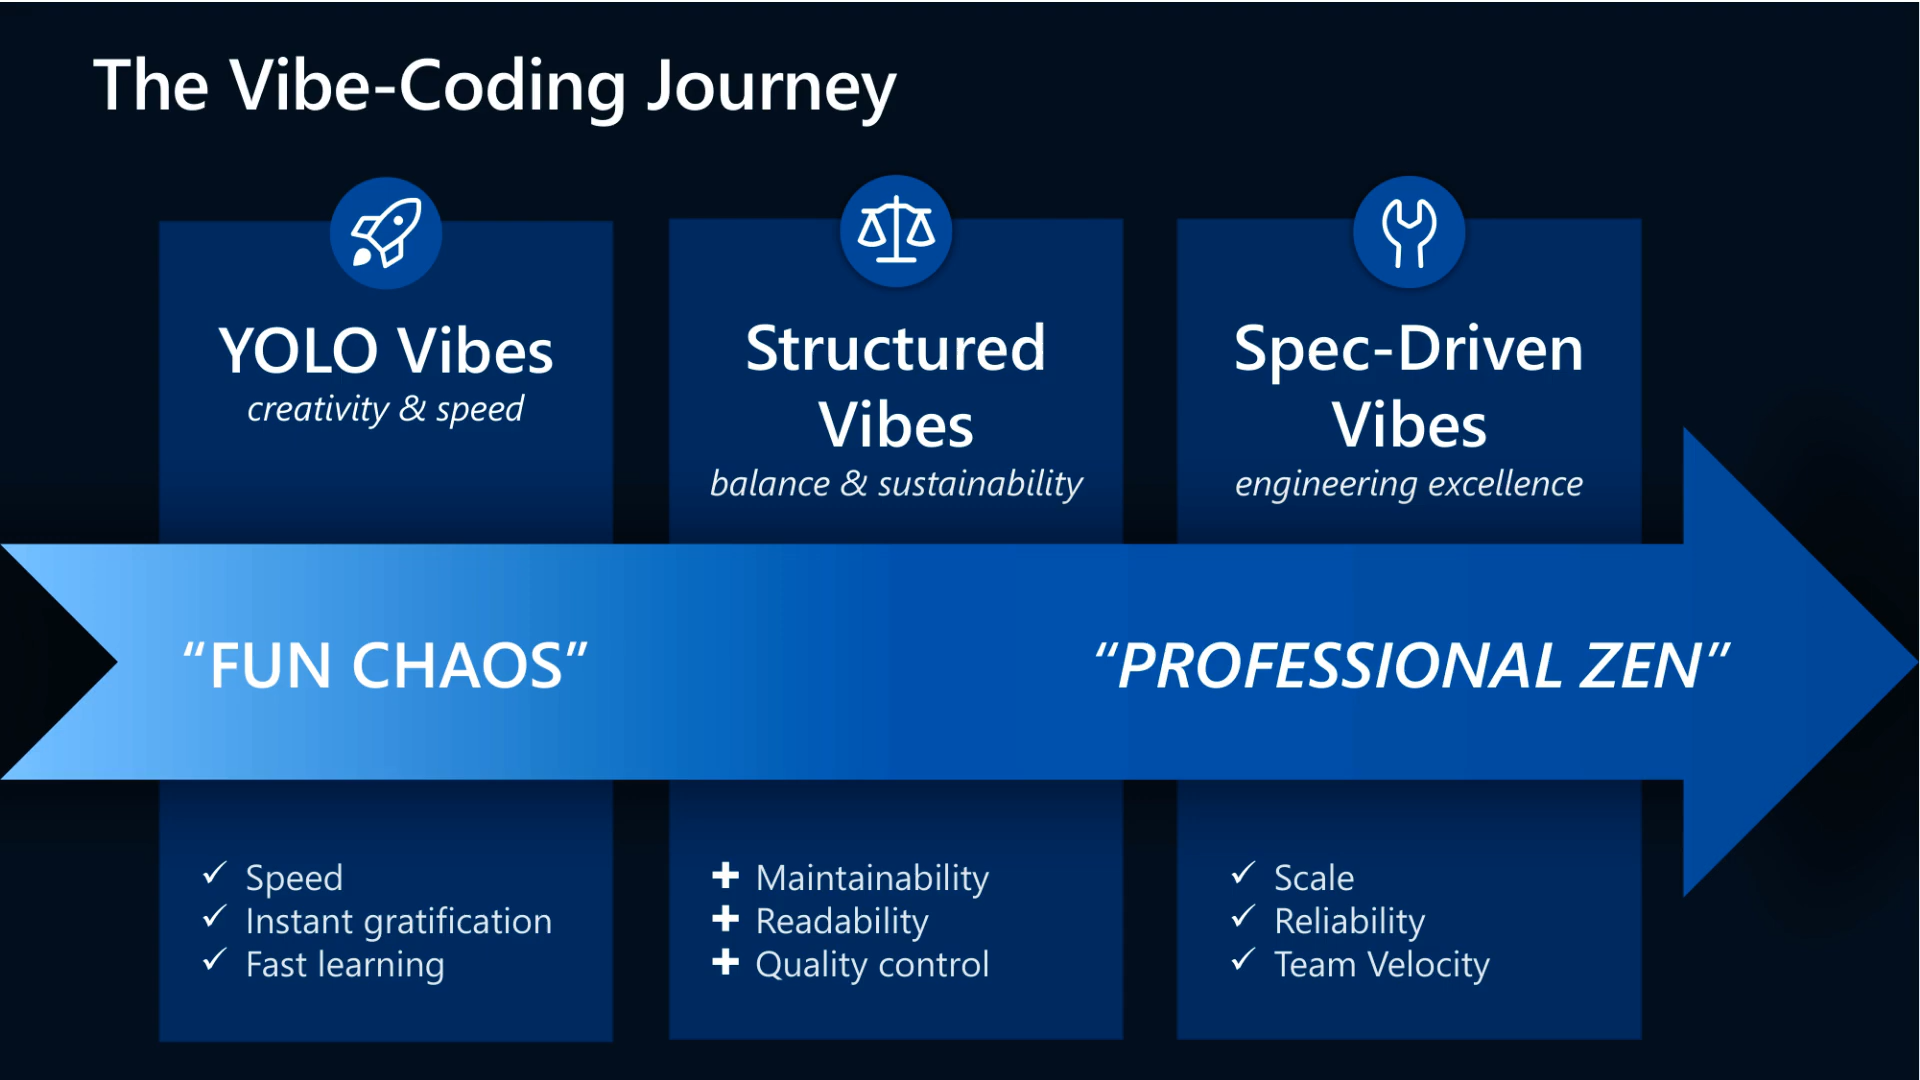 The Vibe-Coding Journey
YOLO Vibes
creativity & speed
Structured
Vibes
balance & sustainability
Spec-Driven
Vibes
engineering excellence
“FUN CHAOS”
“PROFESSIONAL ZEN”
✓ Speed
✓ Instant gratification
✓ Fast learning
+ Maintainability
+ Readability
+ Quality control
✓ Scale
✓ Reliability
✓ Team Velocity